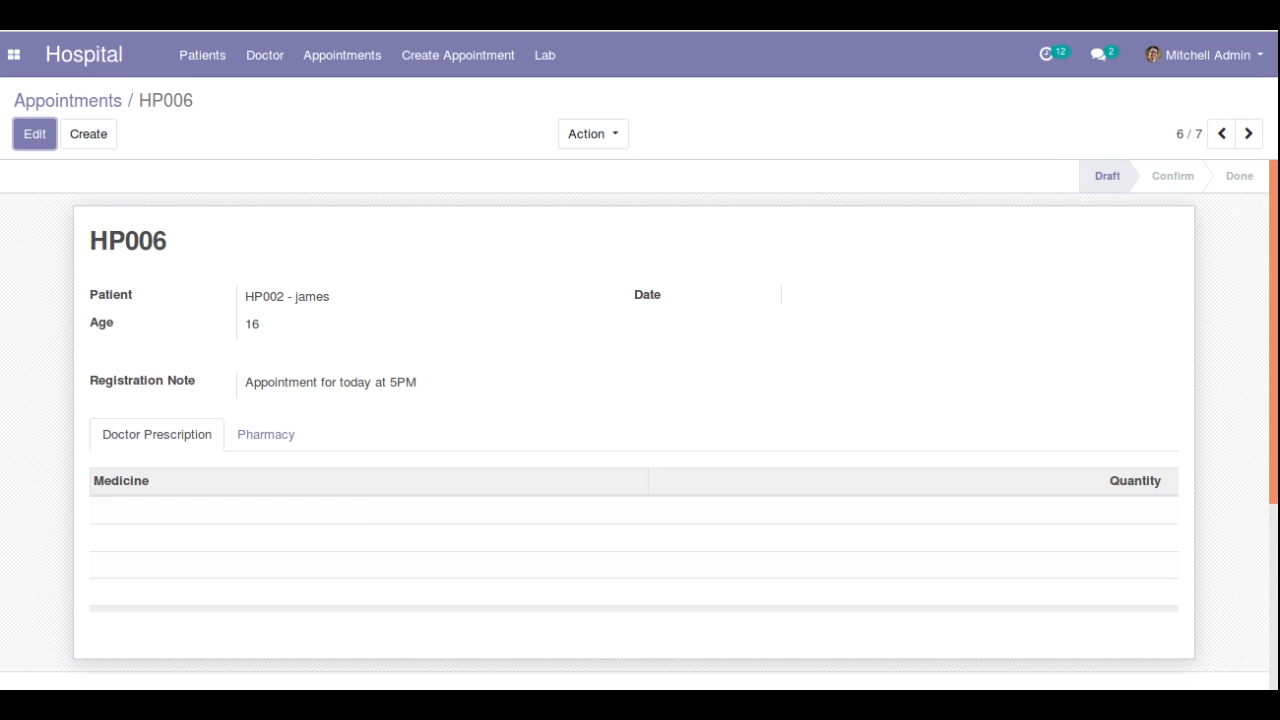 Hospital Patients Doctor Appointments Create Appointment Lab 12 2 Mitchell Admin
Appointments / HP006
Edit Create Action 6 / 7
Draft Confirm Done
HP006
Patient HP002 - james Date
Age 16
Registration Note Appointment for today at 5PM
Doctor Prescription Pharmacy
Medicine Quantity